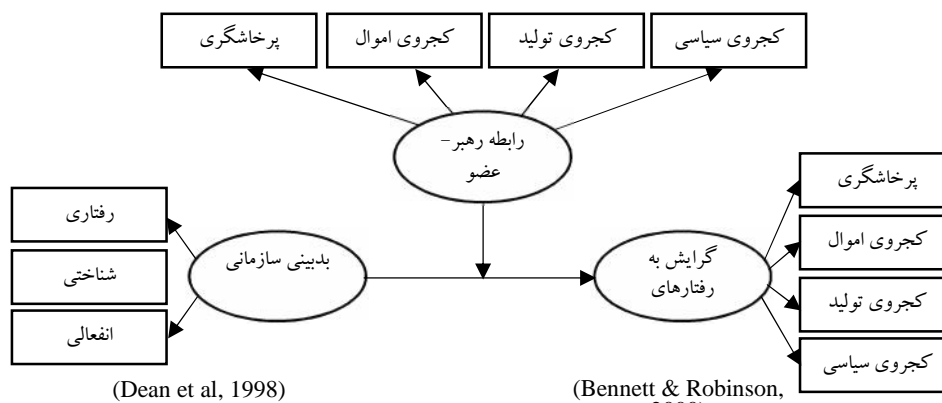 کجروی سیاسی
کجروی تولید
کجروی اموال
پرخاشگری
رابطه رهبر-
عضو
پرخاشگری
کجروی اموال
کجروی تولید
کجروی سیاسی
گرایش به
رفتارهای
بدبینی سازمانی
رفتاری
شناختی
انفعالی
(Dean et al, 1998)
(Bennett & Robinson,